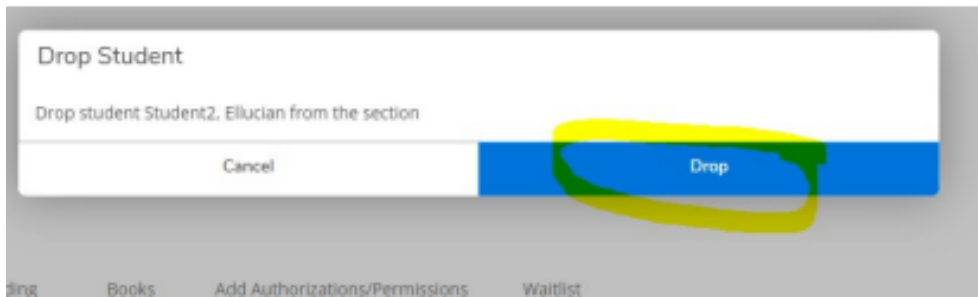 Drop Student
Drop student Student2, Ellucian from the section
Cancel Drop
Books Add Authorizations/Permissions Waitlist